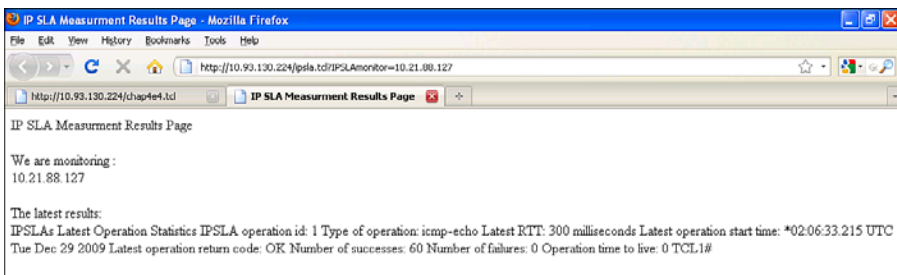 IP SLA Measurment Results Page - Mozilla Firefox
File Edit View History Bookmarks Tools Help
http://10.93.130.224/ipsla.tcl?IPSLAmonitor=10.21.88.127
http://10.93.130.224/chap4e4.tcl
IP SLA Measurment Results Page
IP SLA Measurment Results Page
We are monitoring :
10.21.88.127
The latest results:
IPSLAs Latest Operation Statistics IPSLA operation id: 1 Type of operation: icmp-echo Latest RTT: 300 milliseconds Latest operation start time: *02:06:33.215 UTC
Tue Dec 29 2009 Latest operation return code: OK Number of successes: 60 Number of failures: 0 Operation time to live: 0 TCL1#